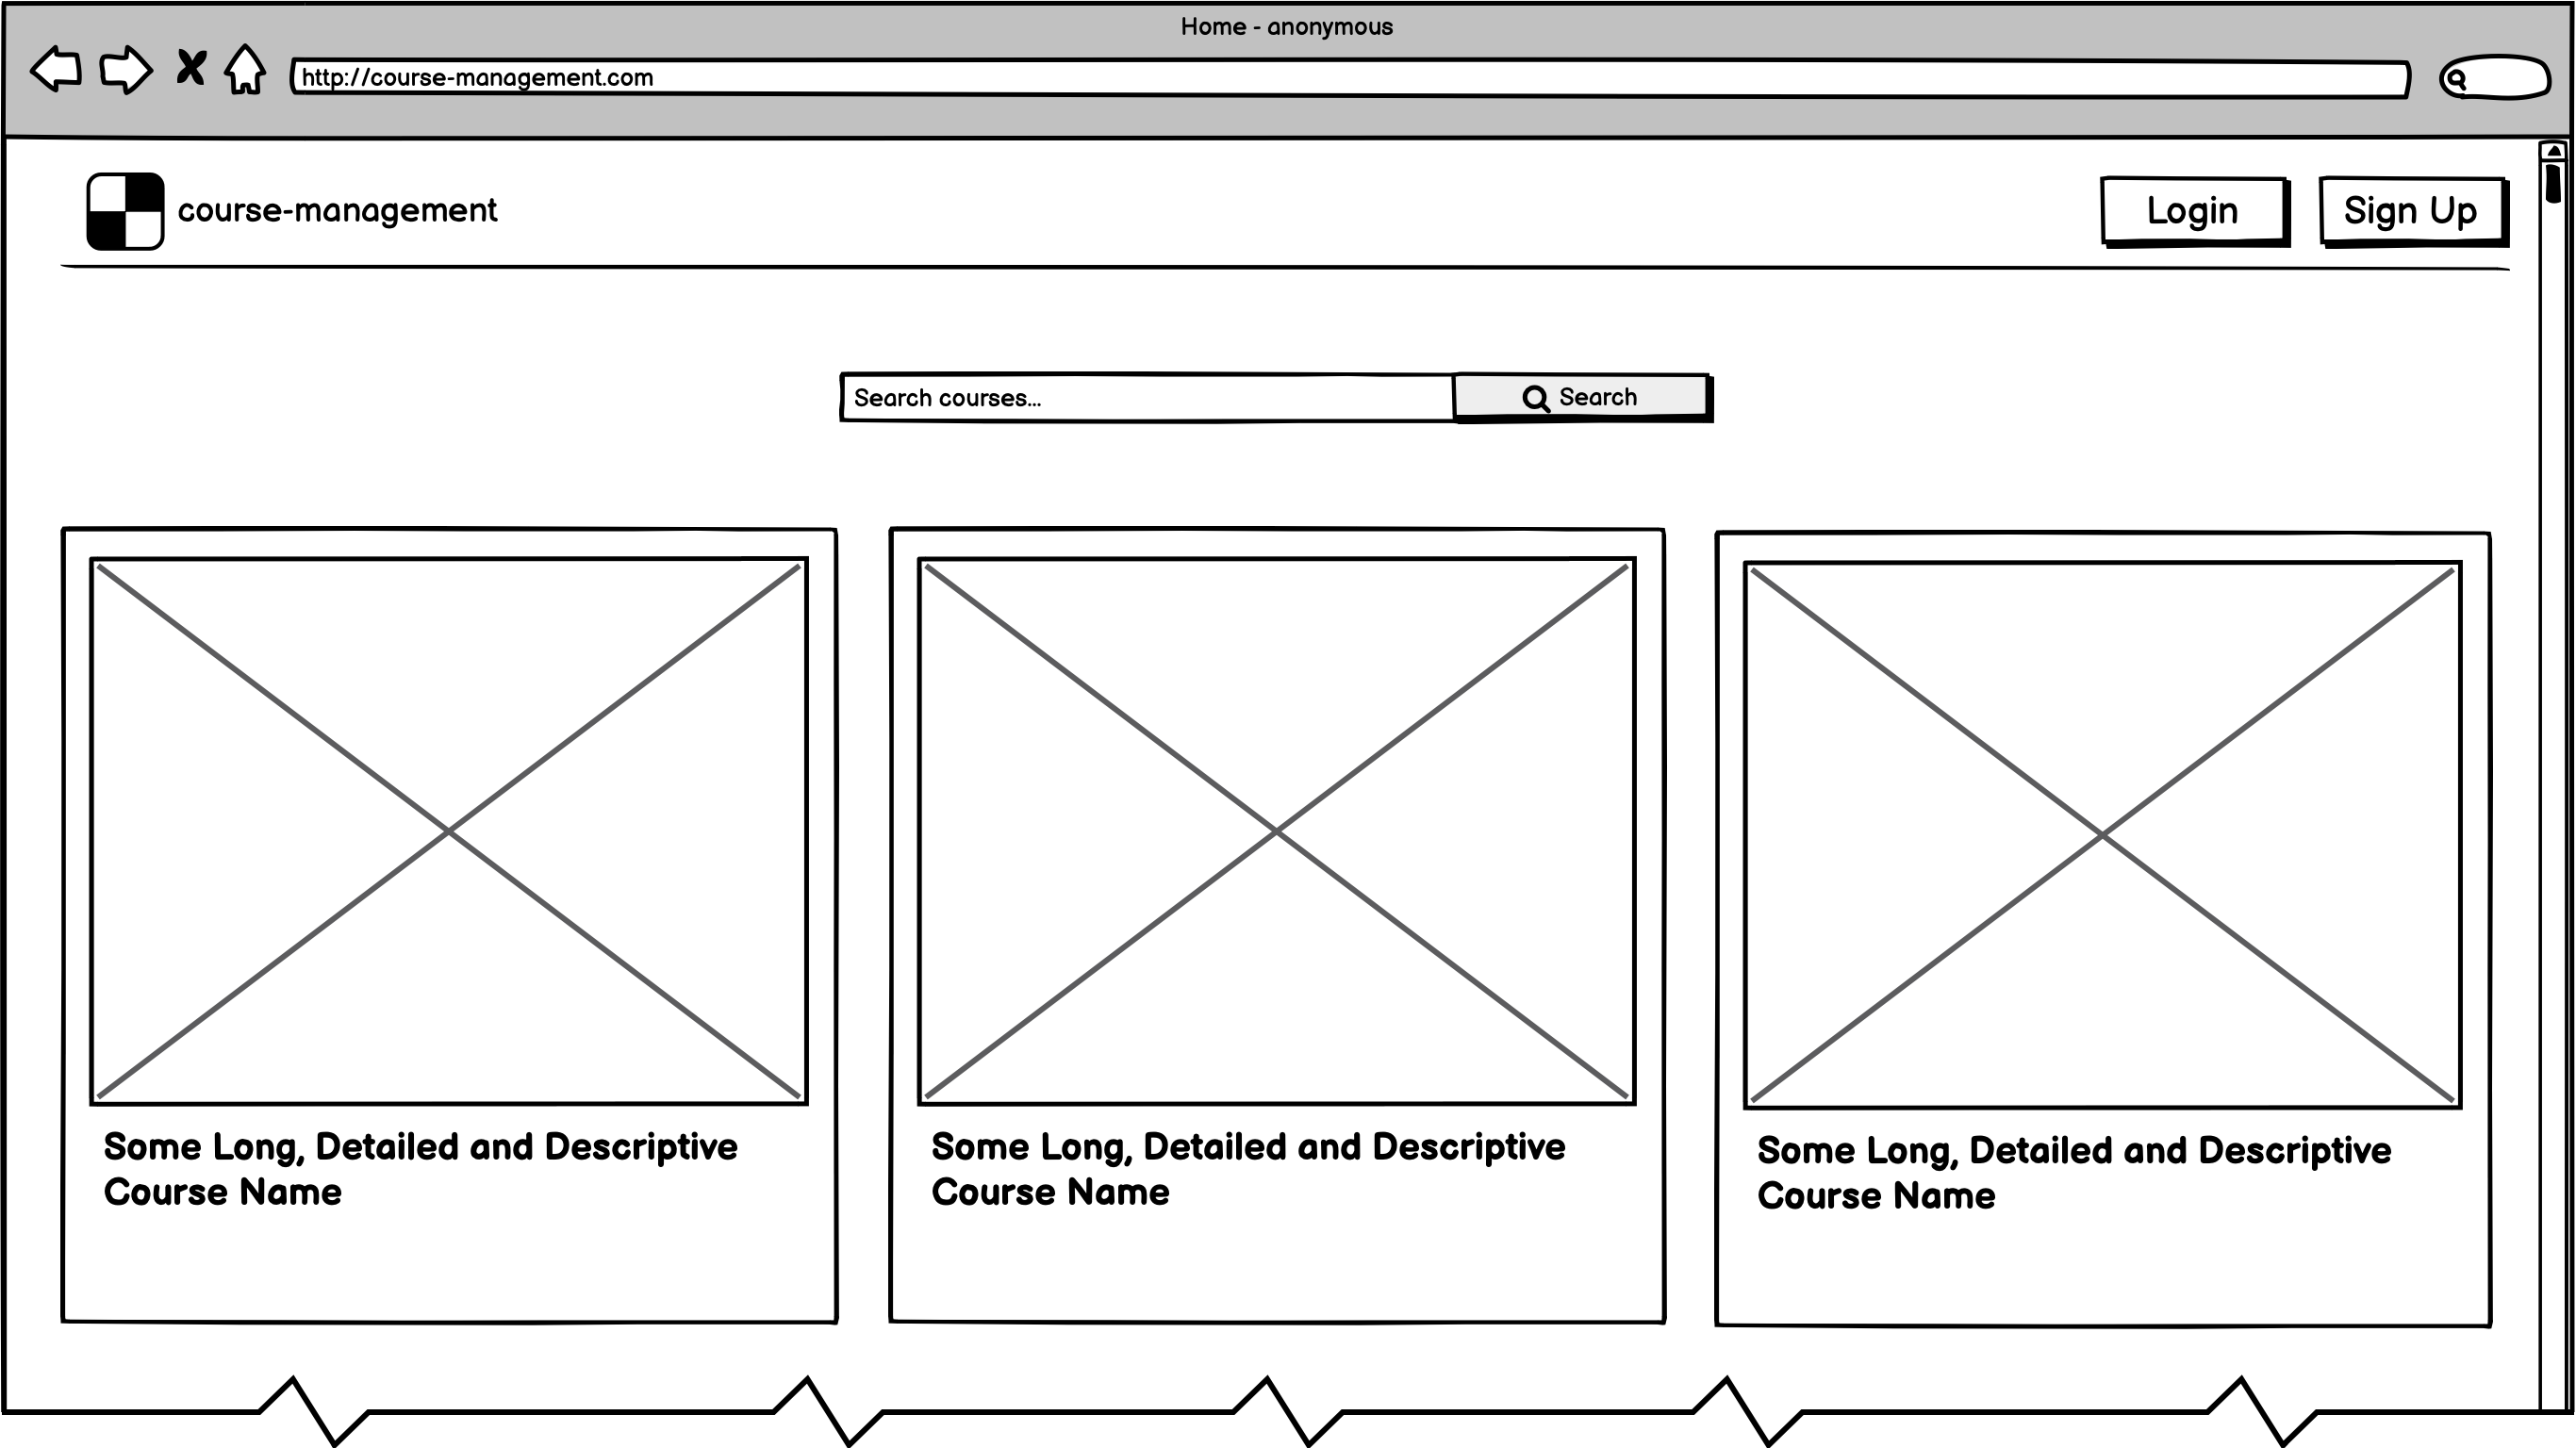 Home - anonymous
http://course-management.com
course-management
Login
Sign Up
Search courses...
Search
Some Long, Detailed and Descriptive
Course Name
Some Long, Detailed and Descriptive
Course Name
Some Long, Detailed and Descriptive
Course Name